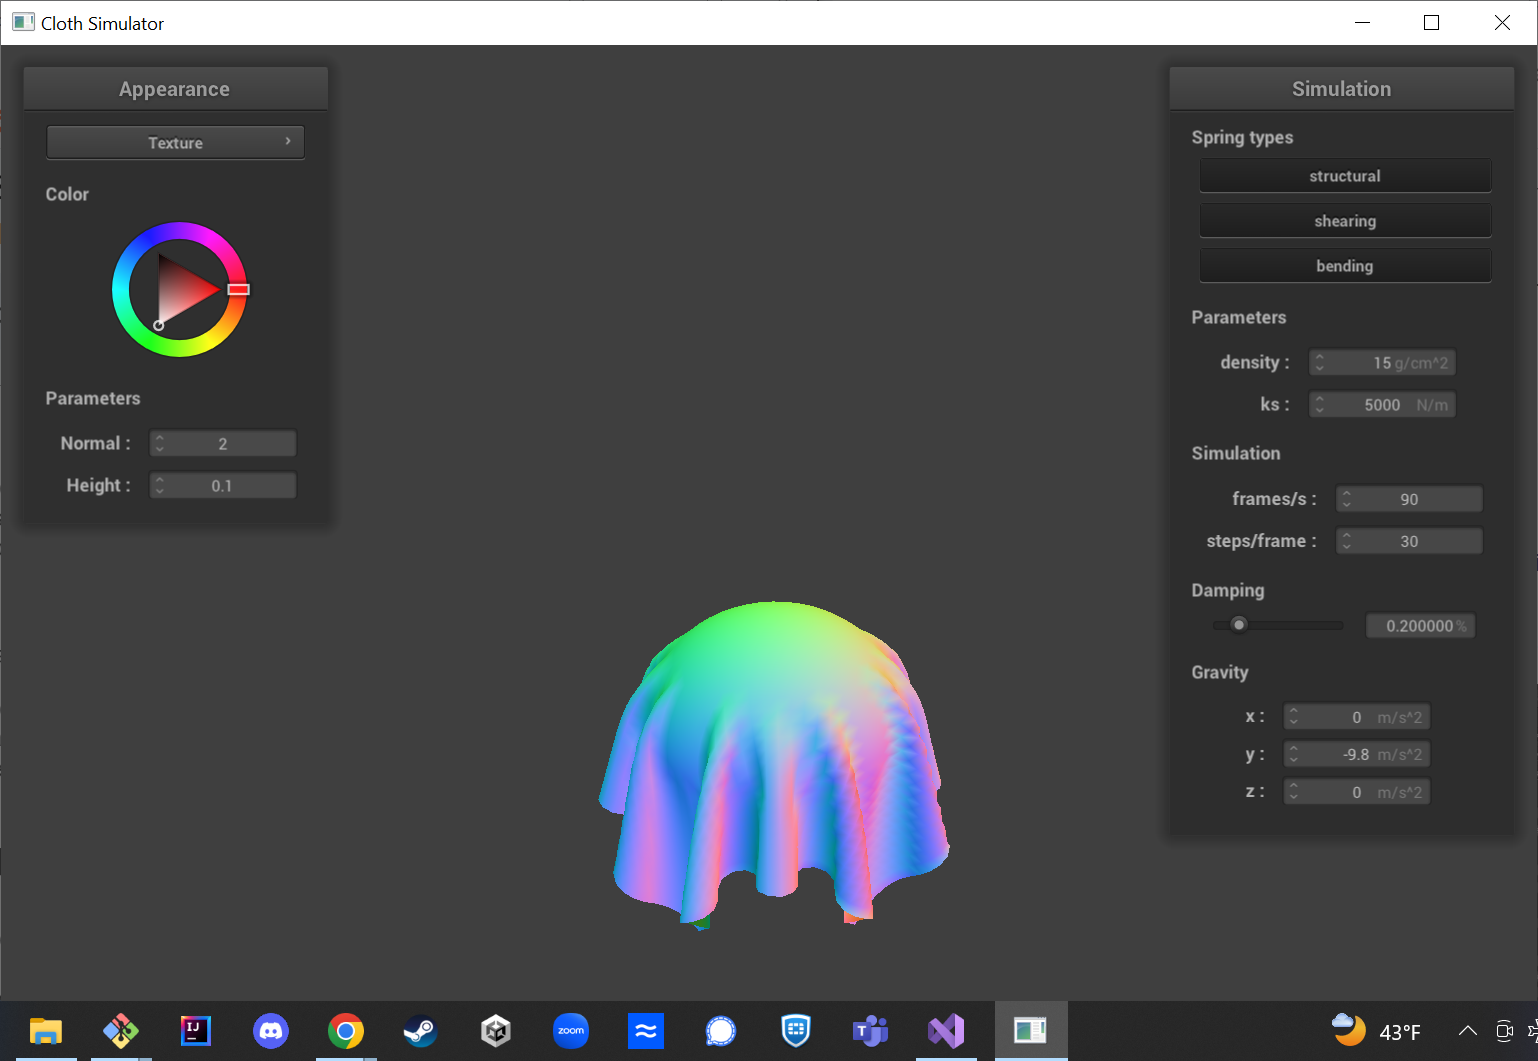 Cloth Simulator
Appearance
Texture
Color
Parameters
Normal : 2
Height : 0.1
Simulation
Spring types
structural
shearing
bending
Parameters
density : 15 g/cm^2
ks : 5000 N/m
Simulation
frames/s : 90
steps/frame : 30
Damping
0.200000 %
Gravity
x : 0 m/s^2
y : -9.8 m/s^2
z : 0 m/s^2
IJ
zoom
T
43°F